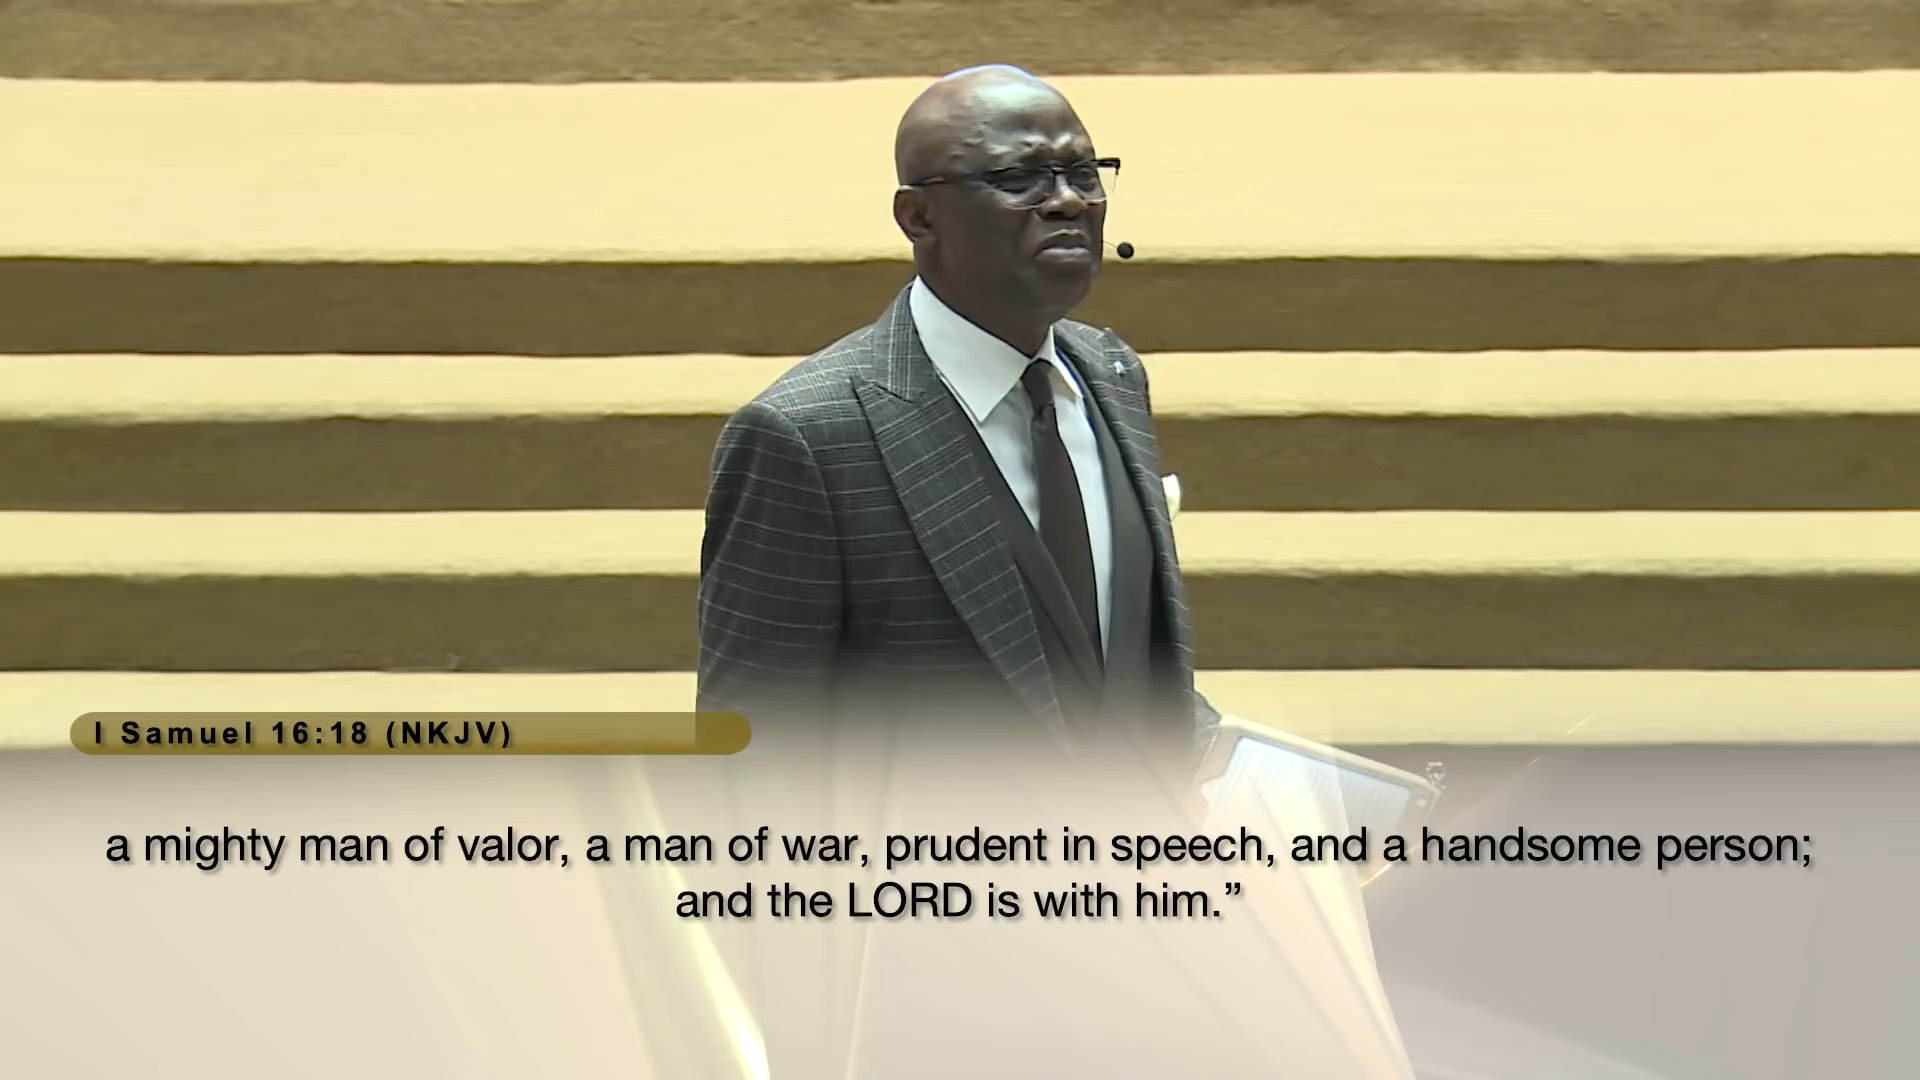 I Samuel 16:18 (NKJV)
a mighty man of valor, a man of war, prudent in speech, and a handsome person;
and the LORD is with him.”